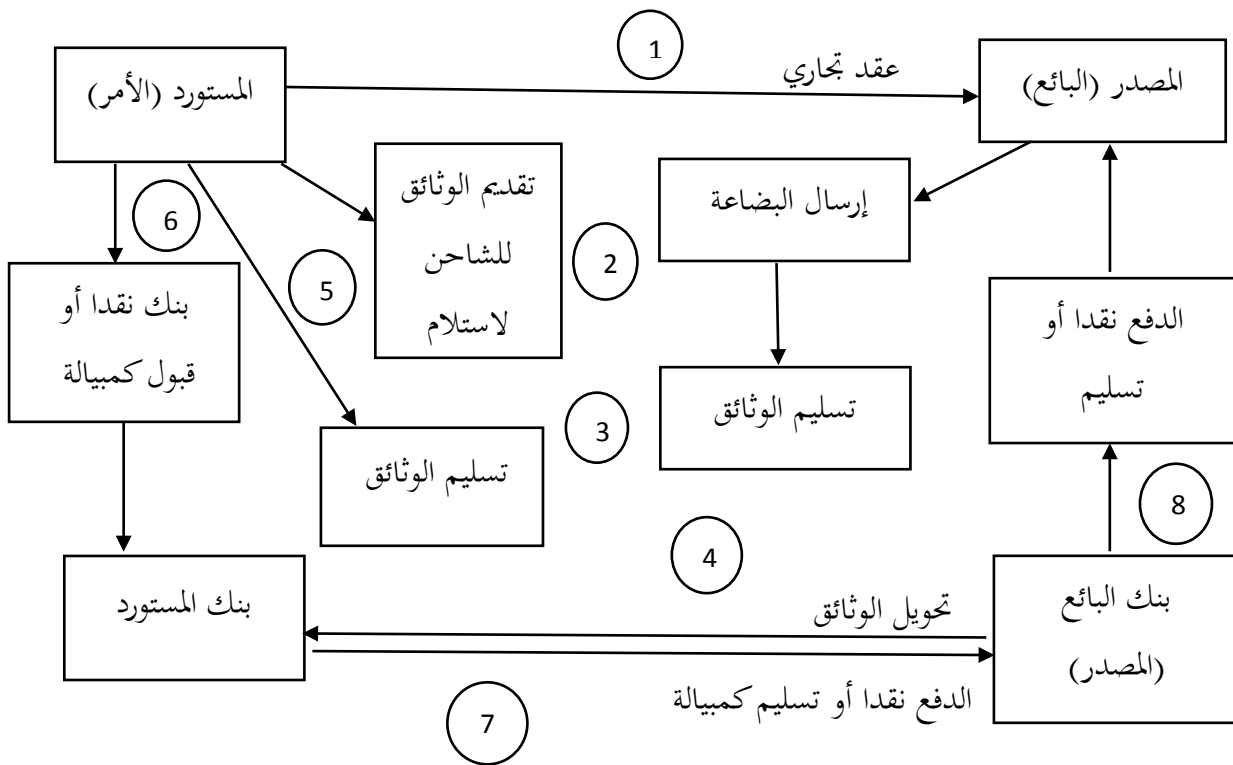 1
المصدر (البائع)
عقد تجاري
المستورد (الأمر)
إرسال البضاعة
تقديم الوثائق
للشاحن
لاستلام
6
2
5
الدفع نقدا أو
تسليم
بنك نقدا أو
قبول كمبيالة
تسليم الوثائق
3
تسليم الوثائق
8
4
بنك البائع
(المصدر)
تحويل الوثائق
بنك المستورد
الدفع نقدا أو تسليم كمبيالة
7